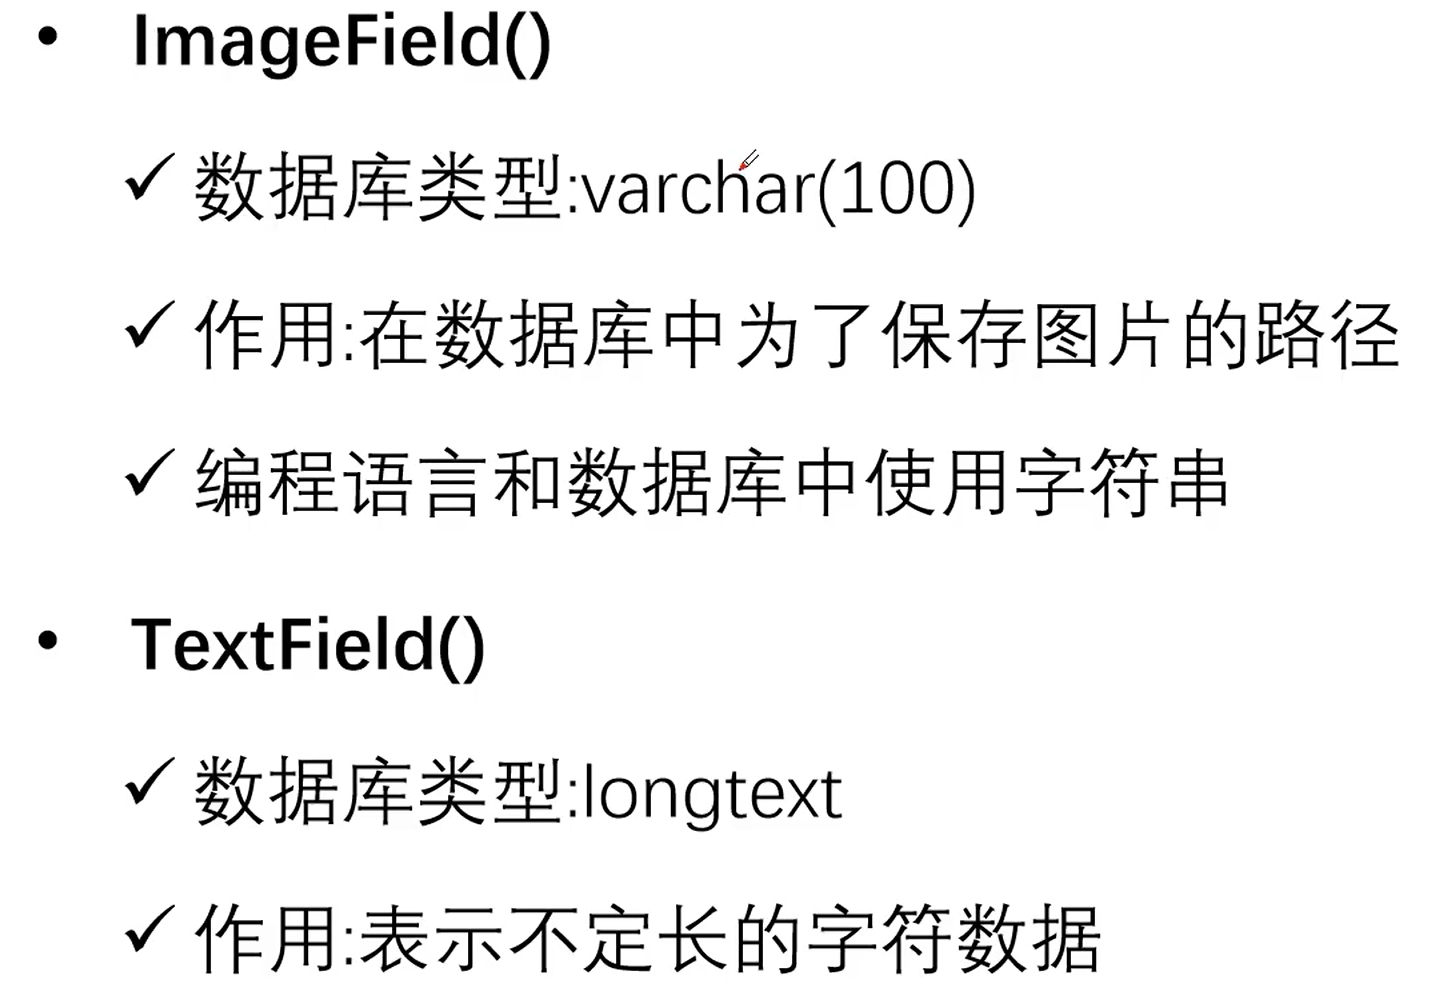 • ImageField()
✓ 数据库类型:varchar(100)
✓ 作用:在数据库中为了保存图片的路径
✓ 编程语言和数据库中使用字符串
• TextField()
✓ 数据库类型:longtext
✓ 作用:表示不定长的字符数据